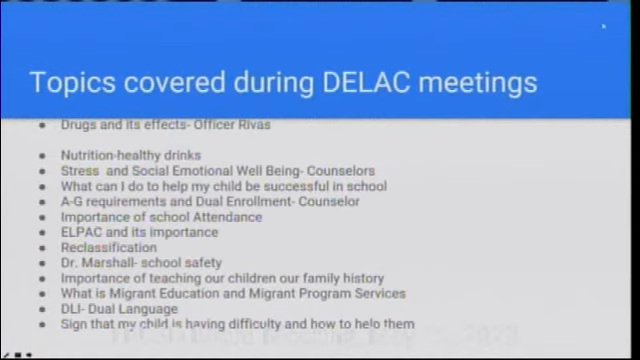 Topics covered during DELAC meetings
● Drugs and its effects- Officer Rivas
● Nutrition-healthy drinks
● Stress and Social Emotional Well Being- Counselors
● What can I do to help my child be successful in school
● A-G requirements and Dual Enrollment- Counselor
● Importance of school Attendance
● ELPAC and its importance
● Reclassification
● Dr. Marshall- school safety
● Importance of teaching our children our family history
● What is Migrant Education and Migrant Program Services
● DLI- Dual Language
● Sign that my child is having difficulty and how to help them